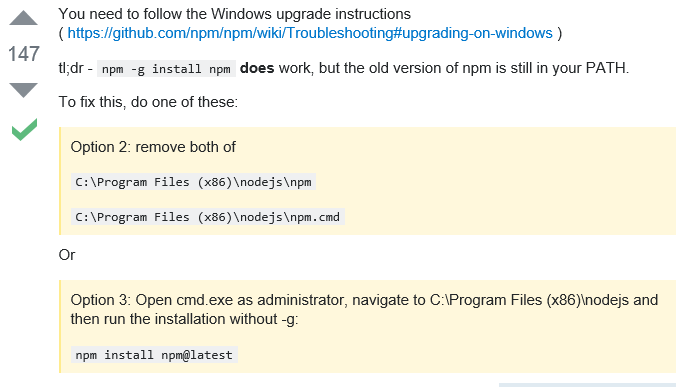 You need to follow the Windows upgrade instructions
( https://github.com/npm/npm/wiki/Troubleshooting#upgrading-on-windows )
147
tl;dr - npm -g install npm does work, but the old version of npm is still in your PATH.
To fix this, do one of these:
Option 2: remove both of
C:\Program Files (x86)\nodejs\npm
C:\Program Files (x86)\nodejs\npm.cmd
Or
Option 3: Open cmd.exe as administrator, navigate to C:\Program Files (x86)\nodejs and
then run the installation without -g:
npm install npm@latest